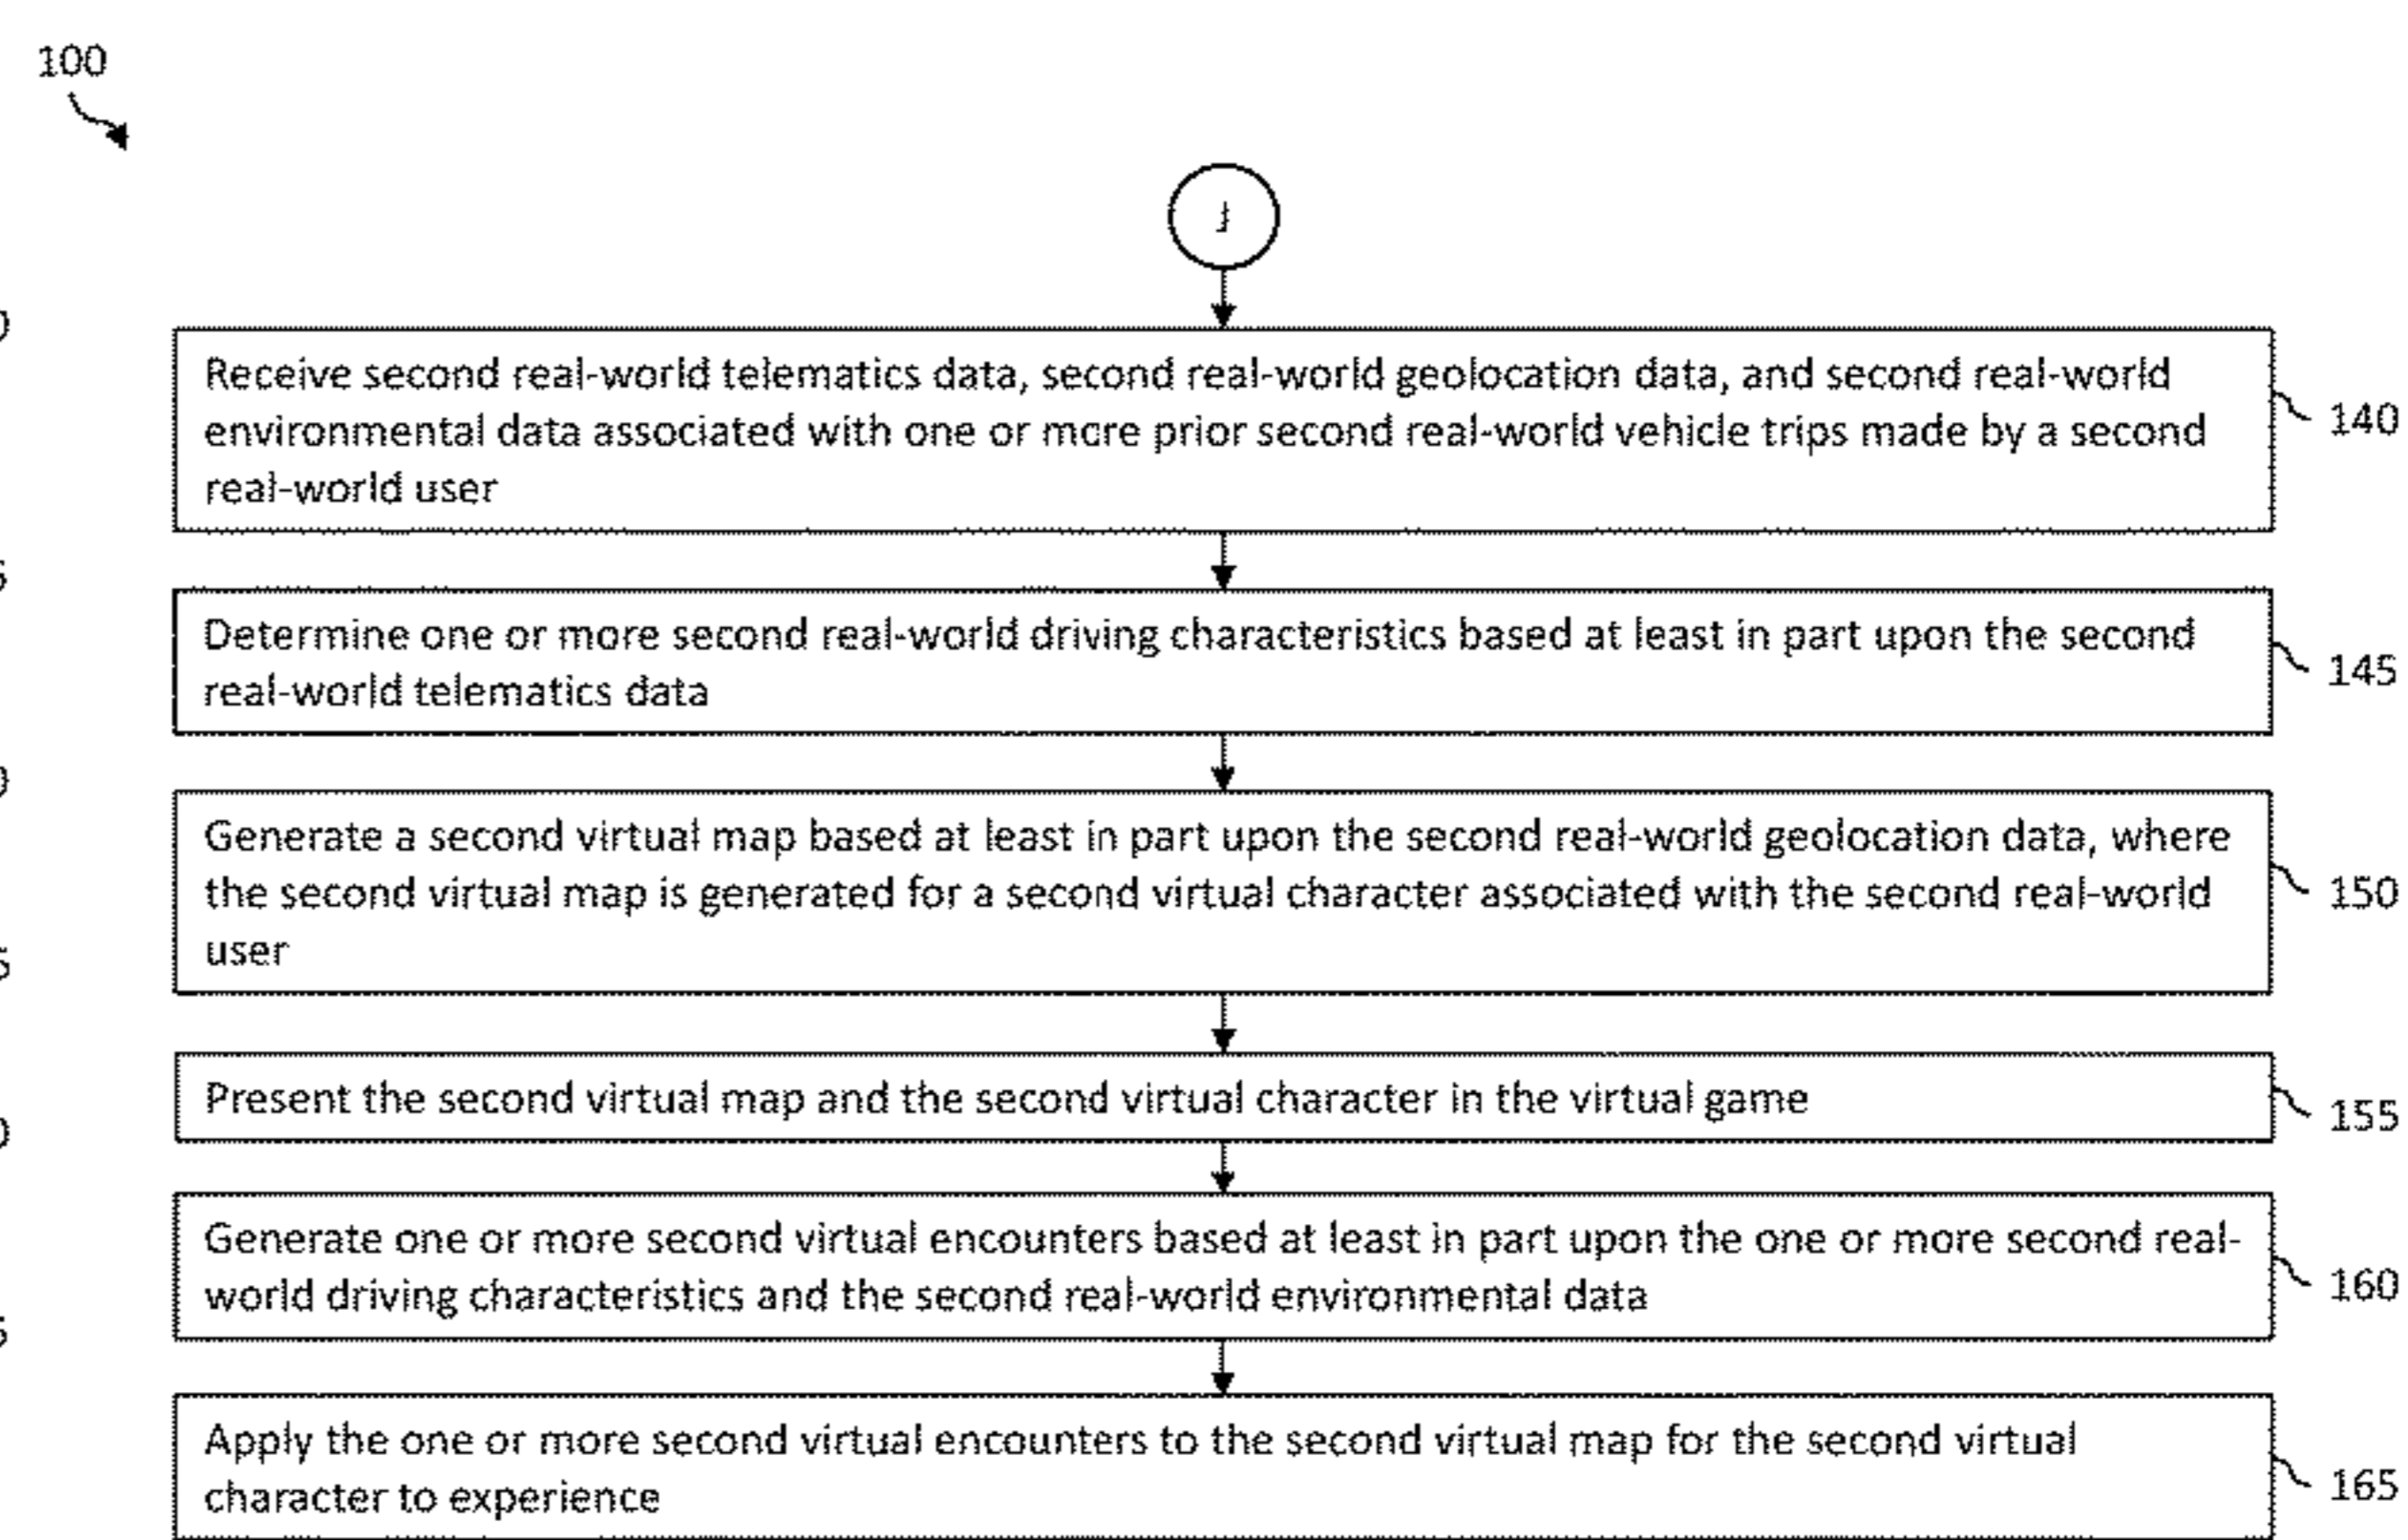 100
J
Receive second real-world telematics data, second real-world geolocation data, and second real-world
environmental data associated with one or more prior second real-world vehicle trips made by a second
real-world user
140
Determine one or more second real-world driving characteristics based at least in part upon the second
real-world telematics data
145
Generate a second virtual map based at least in part upon the second real-world geolocation data, where
the second virtual map is generated for a second virtual character associated with the second real-world
user
150
Present the second virtual map and the second virtual character in the virtual game
155
Generate one or more second virtual encounters based at least in part upon the one or more second real-
world driving characteristics and the second real-world environmental data
160
Apply the one or more second virtual encounters to the second virtual map for the second virtual
character to experience
165